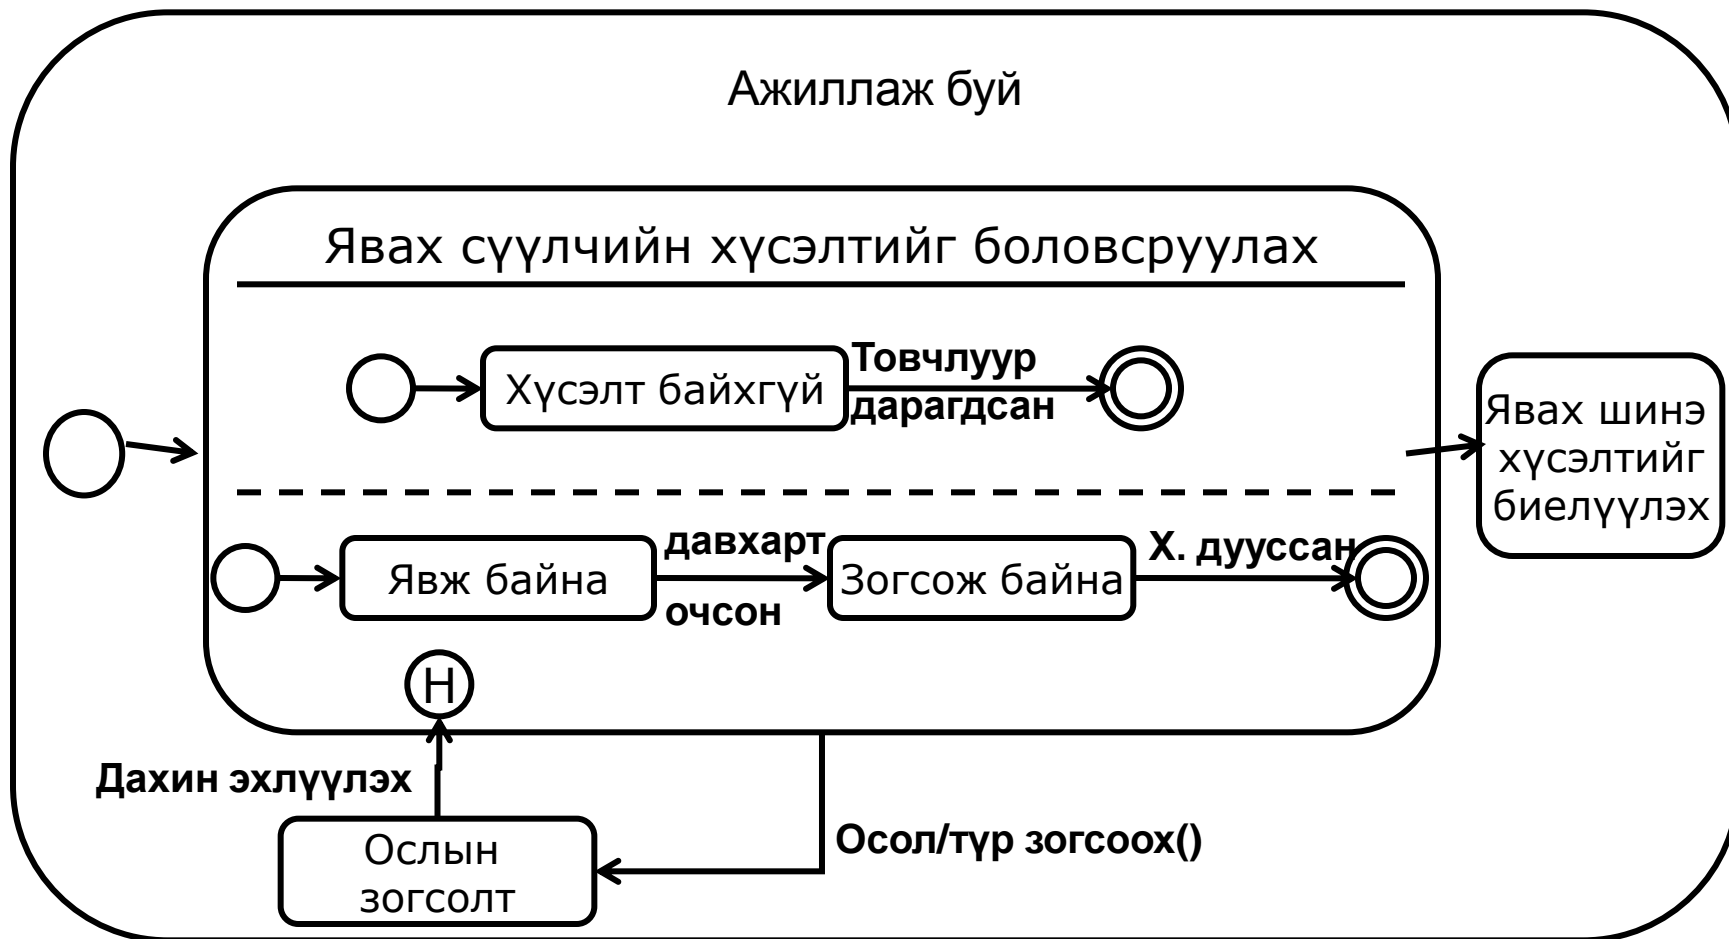 Ажиллаж буй
Явах сүүлчийн хүсэлтийг боловсруулах
Хүсэлт байхгүй
Товчлуур
дарагдсан
Явах шинэ
хүсэлтийг
биелүүлэх
Явж байна
давхарт
очсон
Зогсож байна
Х. дууссан
H
Дахин эхлүүлэх
Ослын
зогсолт
Осол/түр зогсоох()